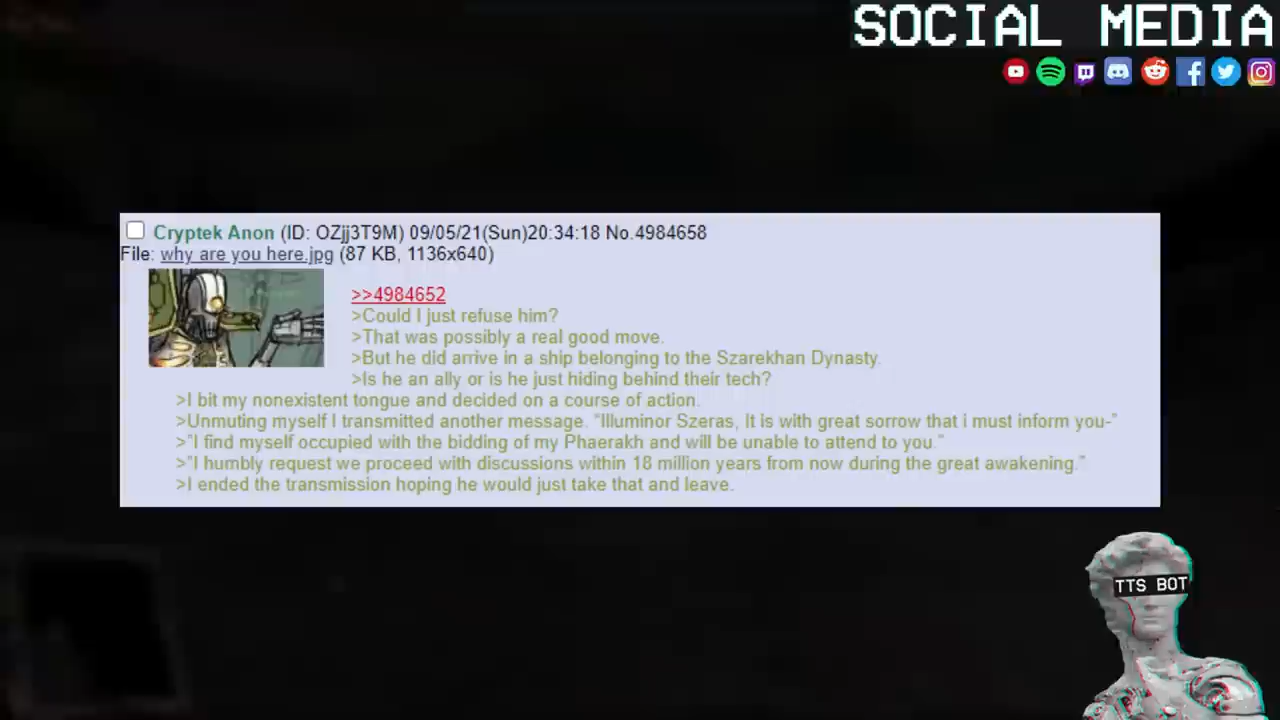 SOCIAL MEDIA
Cryptek Anon (ID: OZjj3T9M) 09/05/21(Sun)20:34:18 No.4984658
File: why are you here.jpg (87 KB, 1136x640)
>>4984652
>Could I just refuse him?
>That was possibly a real good move.
>But he did arrive in a ship belonging to the Szarekhan Dynasty.
>Is he an ally or is he just hiding behind their tech?
>I bit my nonexistent tongue and decided on a course of action.
>Unmuting myself I transmitted another message. “Illuminor Szeras, It is with great sorrow that i must inform you-”
>“I find myself occupied with the bidding of my Phaerakh and will be unable to attend to you.”
>“I humbly request we proceed with discussions within 18 million years from now during the great awakening.”
>I ended the transmission hoping he would just take that and leave.
TTS BOT